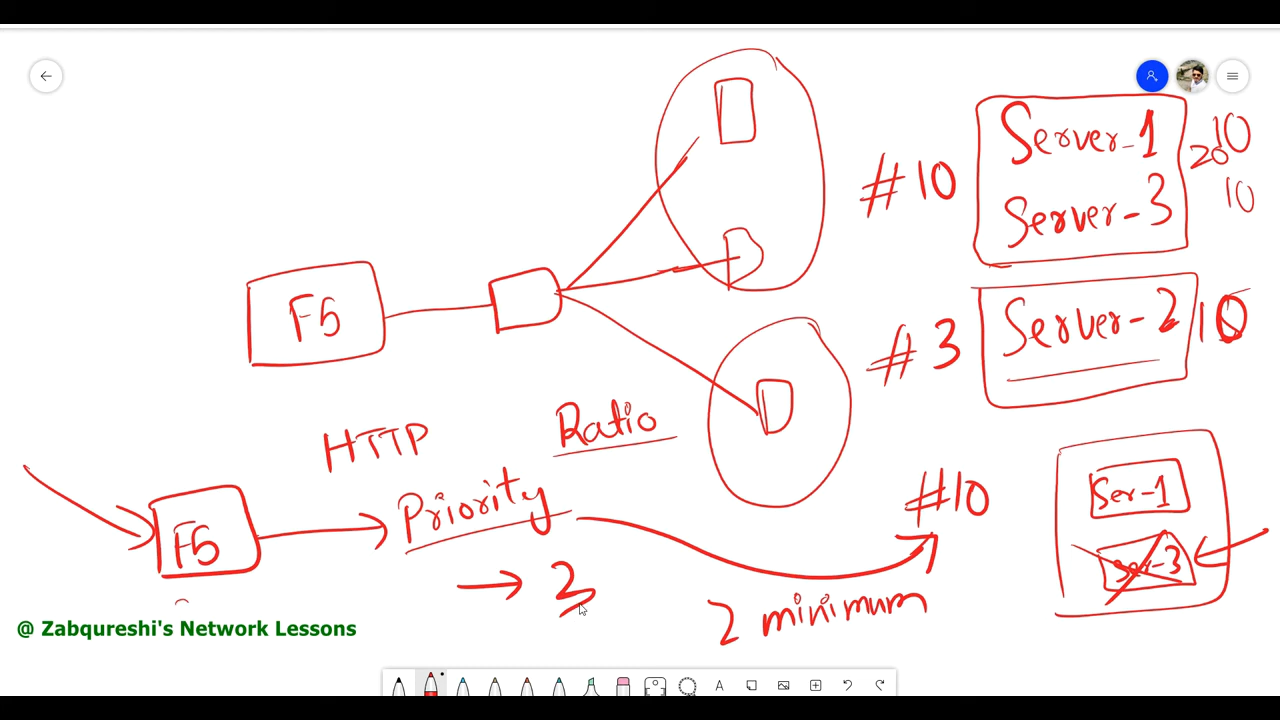 #10
Server-1
10
20
Server-3
10
F5
#3
Server-2
10
HTTP
Ratio
F5
Priority
#10
Ser-1
Ser-3
2 minimum
@ Zabqureshi's Network Lessons
A